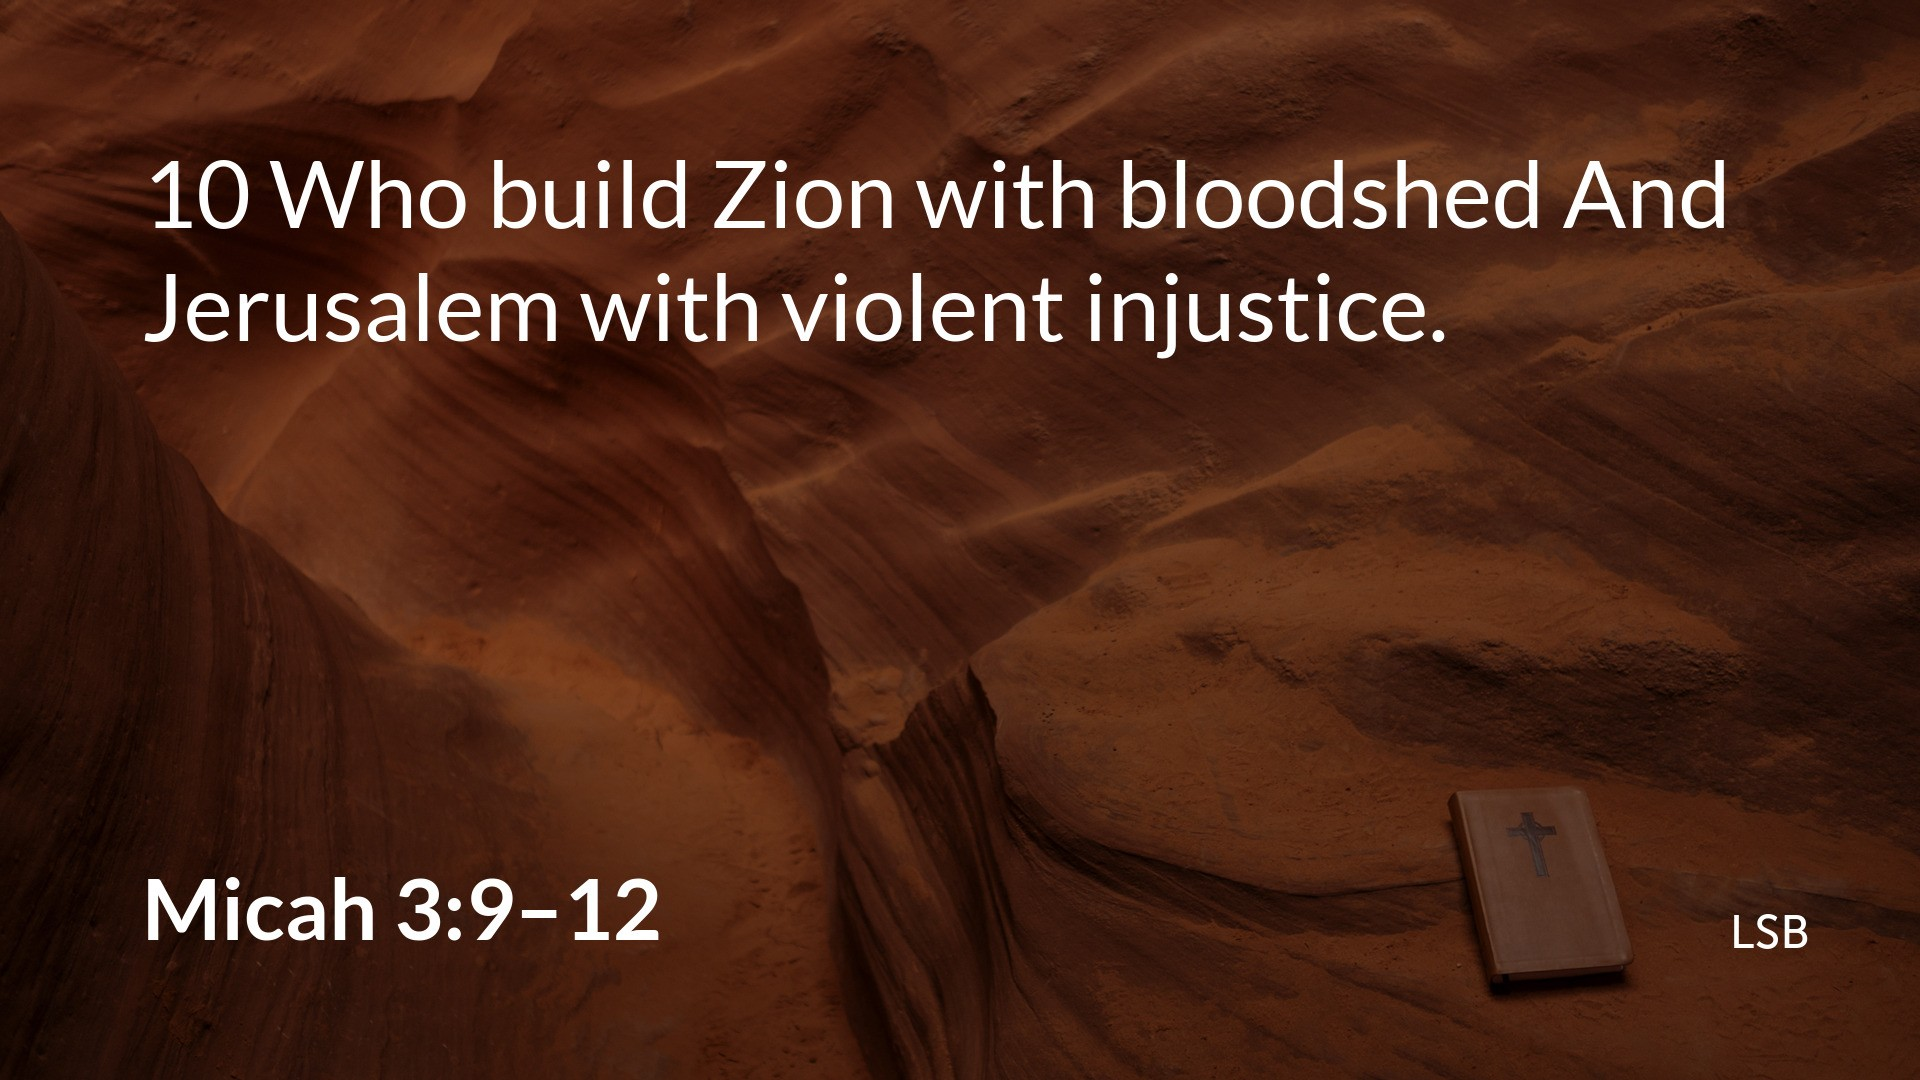 10 Who build Zion with bloodshed And
Jerusalem with violent injustice.
Micah 3:9–12
LSB